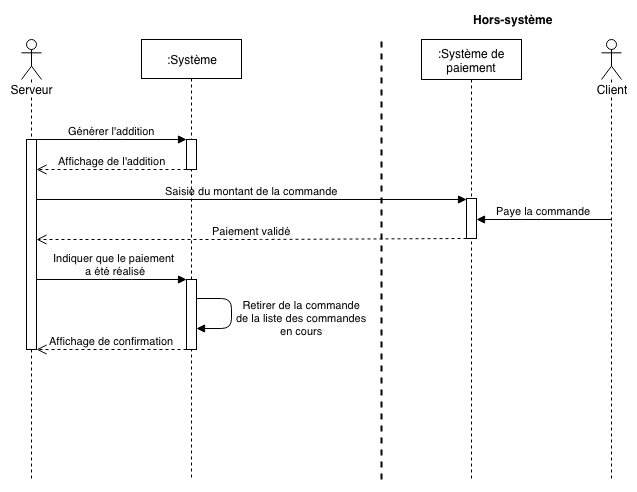 Hors-système
:Système
:Système de
paiement
Serveur
Client
Générer l'addition
Affichage de l'addition
Saisie du montant de la commande
Paye la commande
Paiement validé
Indiquer que le paiement
a été réalisé
Retirer de la commande
de la liste des commandes
en cours
Affichage de confirmation